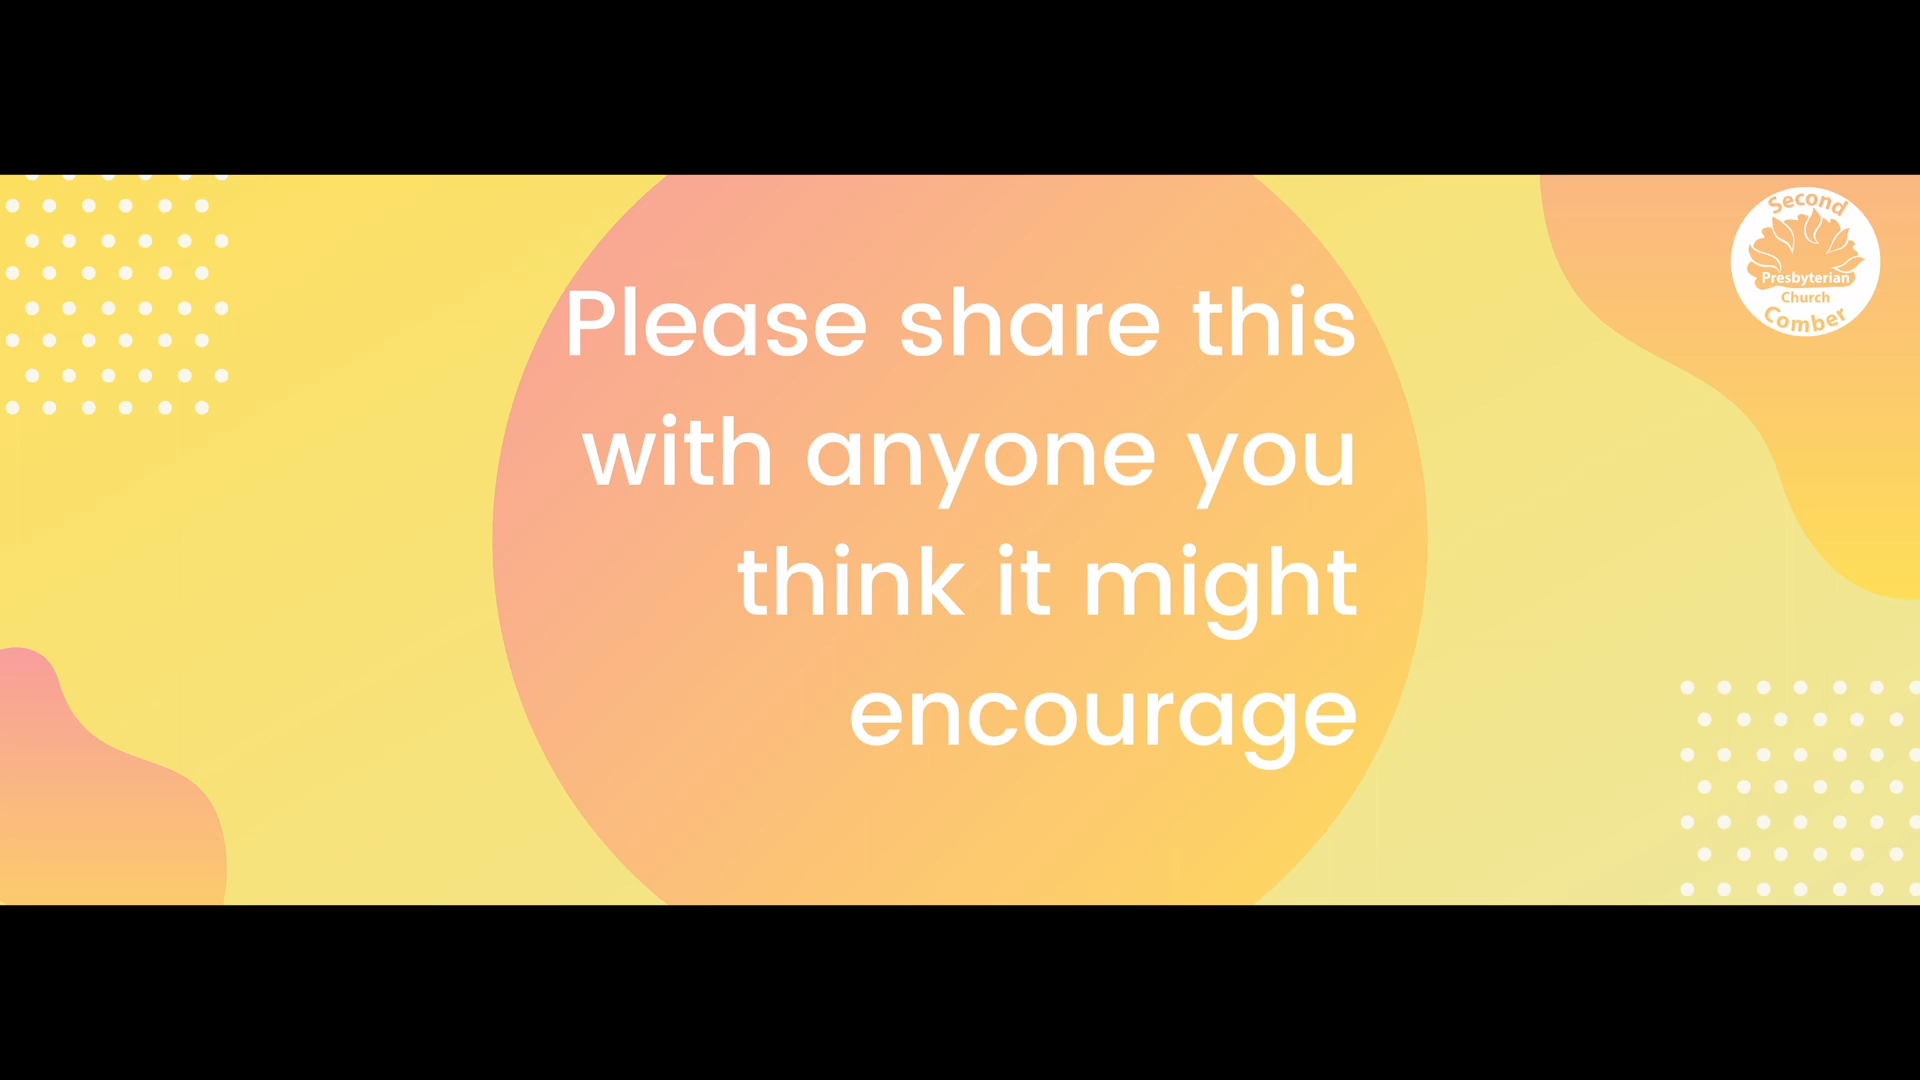 Please share this
with anyone you
think it might
encourage
Second
Presbyterian
Church
Comber